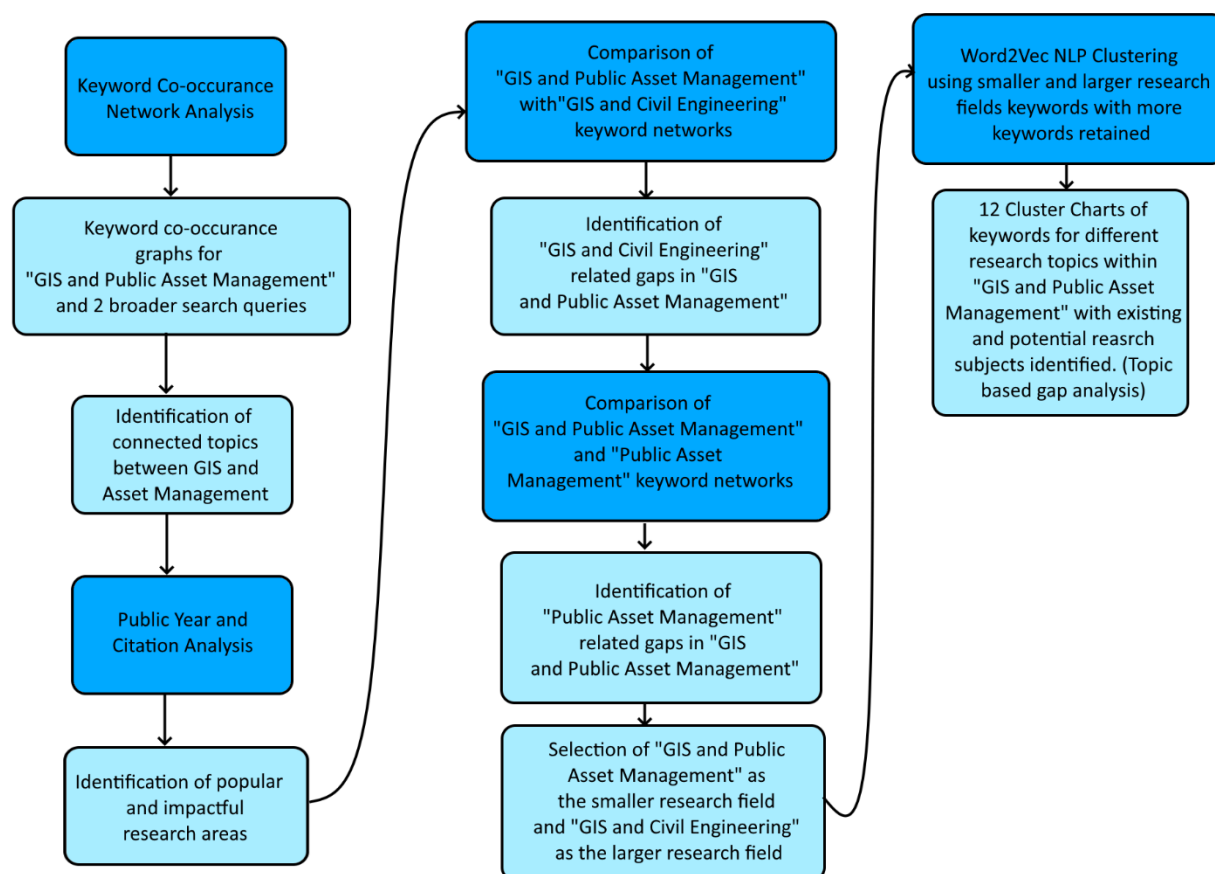 Keyword Co-occurance
Network Analysis
Keyword co-occurance
graphs for
"GIS and Public Asset Management"
and 2 broader search queries
Identification of
connected topics
between GIS and
Asset Management
Public Year and
Citation Analysis
Identification of popular
and impactful
research areas
Comparison of
"GIS and Public Asset Management"
with"GIS and Civil Engineering"
keyword networks
Identification of
"GIS and Civil Engineering"
related gaps in "GIS
and Public Asset Management"
Comparison of
"GIS and Public Asset Management"
and "Public Asset
Management" keyword networks
Identification of
"Public Asset Management"
related gaps in "GIS
and Public Asset Management"
Selection of "GIS and Public
Asset Management" as
the smaller research field
and "GIS and Civil Engineering"
as the larger research field
Word2Vec NLP Clustering
using smaller and larger research
fields keywords with more
keywords retained
12 Cluster Charts of
keywords for different
research topics within
"GIS and Public Asset
Management" with existing
and potential reasrch
subjects identified. (Topic
based gap analysis)